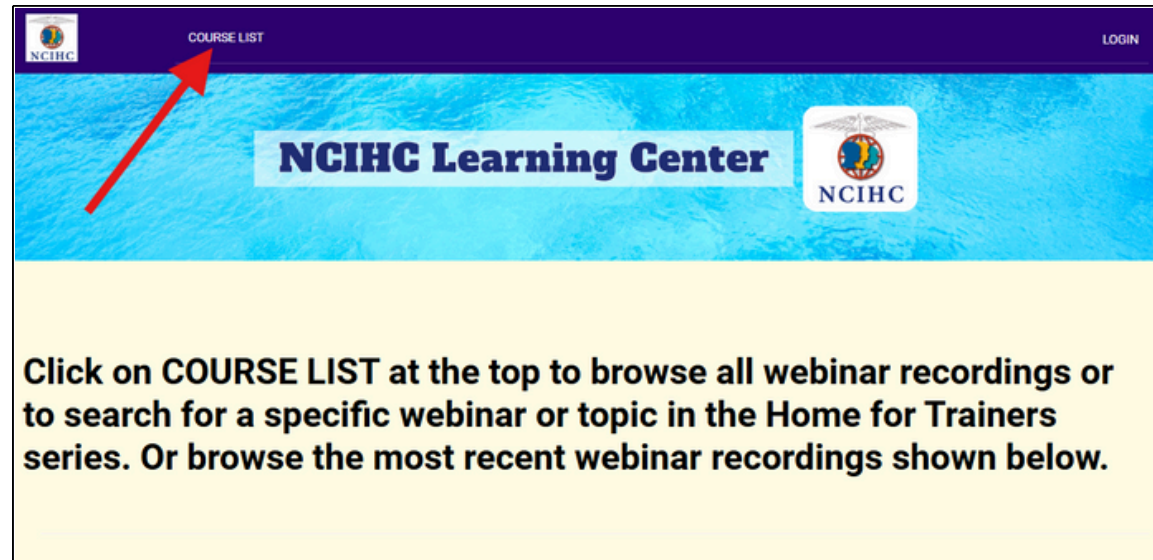 NCIHC
COURSE LIST
LOGIN
NCIHC Learning Center
NCIHC
Click on COURSE LIST at the top to browse all webinar recordings or
to search for a specific webinar or topic in the Home for Trainers
series. Or browse the most recent webinar recordings shown below.